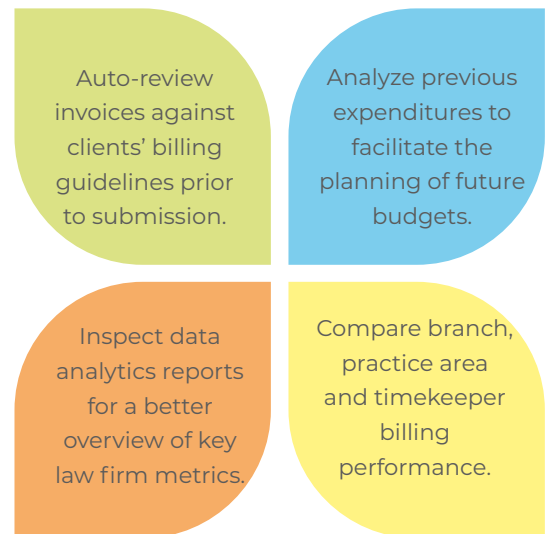 Auto-review
invoices against
clients’ billing
guidelines prior
to submission.
Analyze previous
expenditures to
facilitate the
planning of future
budgets.
Inspect data
analytics reports
for a better
overview of key
law firm metrics.
Compare branch,
practice area
and timekeeper
billing
performance.